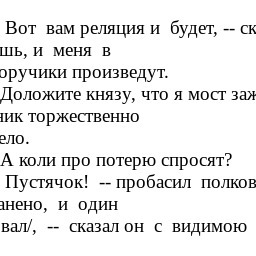 Вот вам реляция и будет, -- ск
шь, и меня в
оручики произведут.
Доложите князу, что я мост заж
ник торжественно
ело.
А коли про потерю спросят?
Пустячок! -- пробасил полков
анено, и один
вал/, -- сказал он с видимою